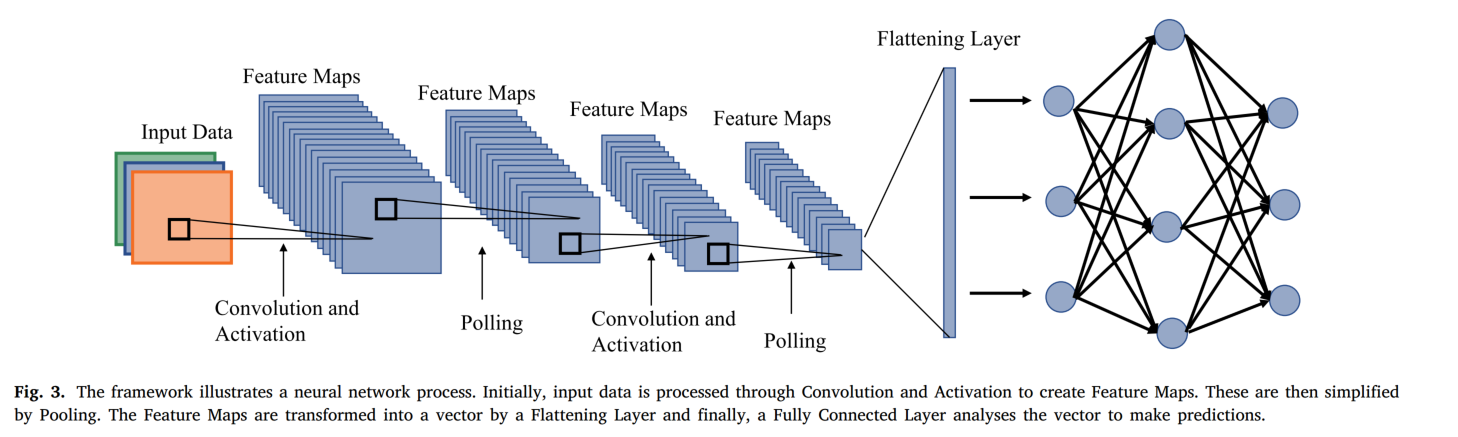 Flattening Layer
Feature Maps
Feature Maps
Feature Maps
Feature Maps
Input Data
Convolution and
Activation
Polling
Convolution and
Activation
Polling
Fig. 3. The framework illustrates a neural network process. Initially, input data is processed through Convolution and Activation to create Feature Maps. These are then simplified
by Pooling. The Feature Maps are transformed into a vector by a Flattening Layer and finally, a Fully Connected Layer analyses the vector to make predictions.